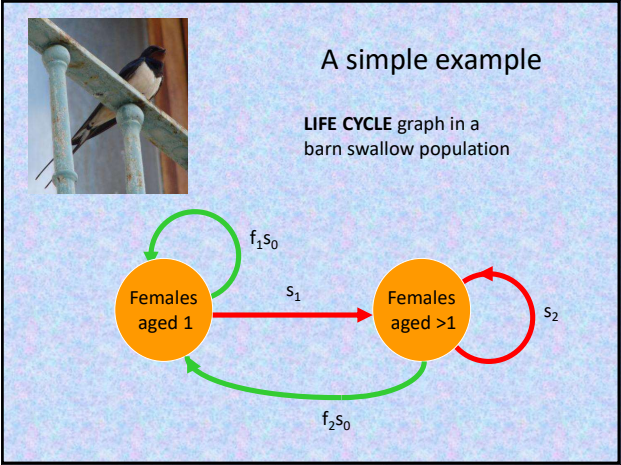 A simple example
LIFE CYCLE graph in a
barn swallow population
f₁s₀
Females
aged 1
s₁
Females
aged >1
s₂
f₂s₀